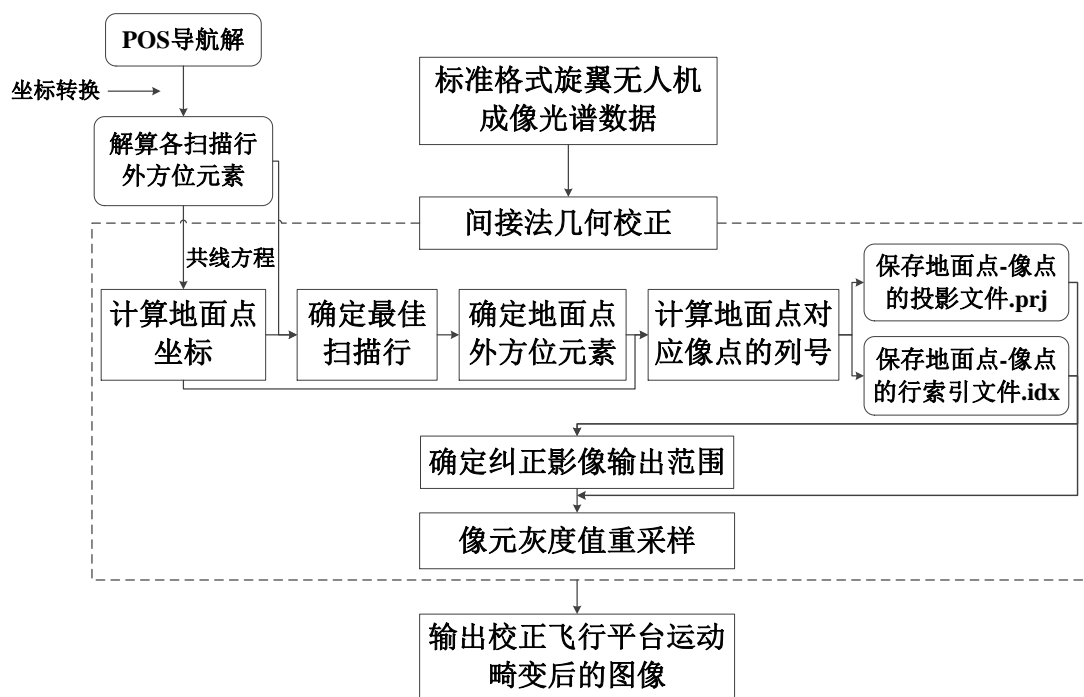 POS导航解
坐标转换
标准格式旋翼无人机
成像光谱数据
解算各扫描行
外方位元素
间接法几何校正
共线方程
计算地面点
坐标
确定最佳
扫描行
确定地面点
外方位元素
计算地面点对
应像点的列号
保存地面点-像点
的投影文件.prj
保存地面点-像点
的行索引文件.idx
确定纠正影像输出范围
像元灰度值重采样
输出校正飞行平台运动
畸变后的图像